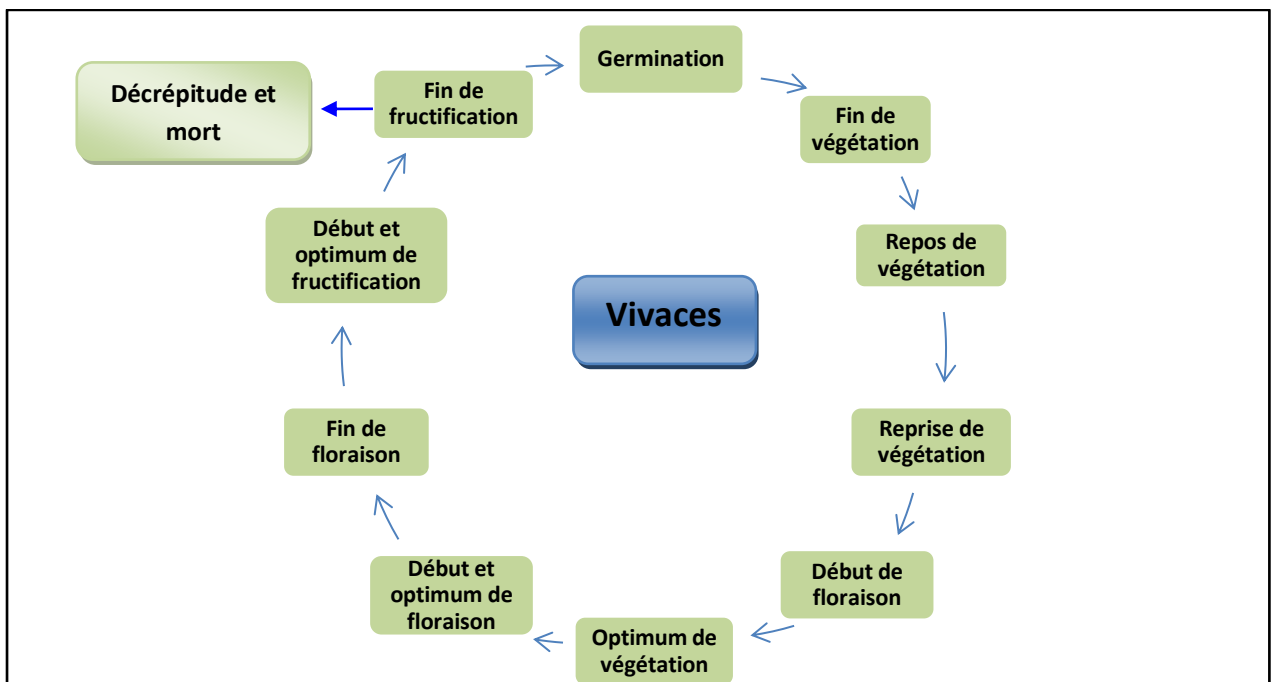 Germination
Fin de
végétation
Repos de
végétation
Reprise de
végétation
Début de
floraison
Optimum de
végétation
Début et
optimum de
floraison
Fin de
floraison
Début et
optimum de
fructification
Fin de
fructification
Décrépitude et
mort
Vivaces